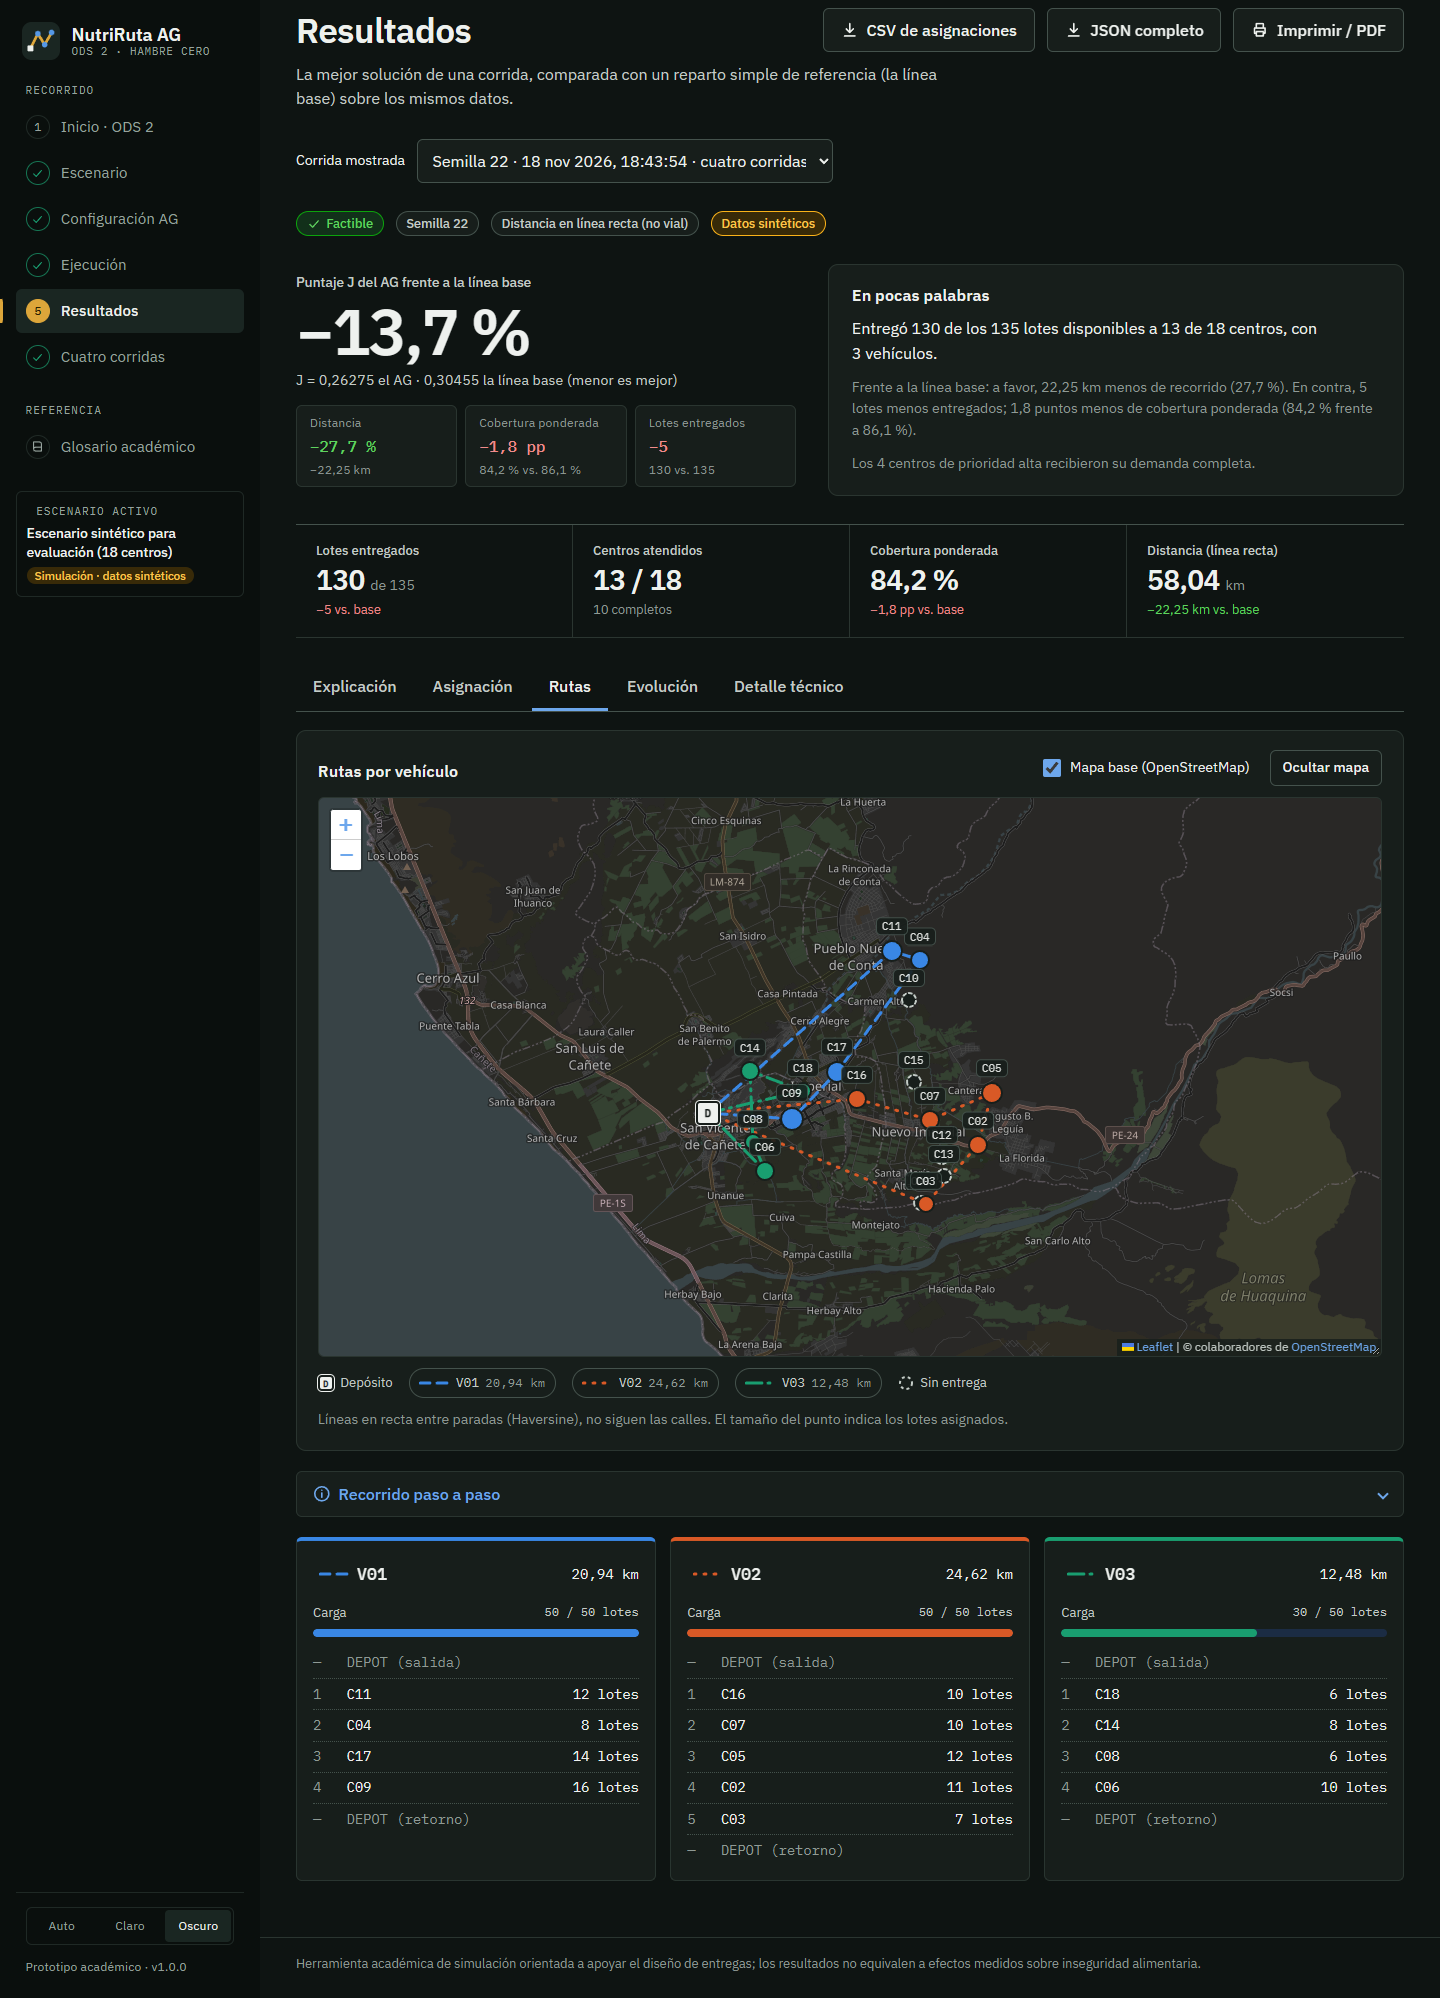 NutriRuta AG
ODS 2 · HAMBRE CERO
RECORRIDO
1 Inicio · ODS 2
Escenario
Configuración AG
Ejecución
5 Resultados
Cuatro corridas
REFERENCIA
Glosario académico
ESCENARIO ACTIVO
Escenario sintético para
evaluación (18 centros)
Simulación · datos sintéticos
Auto Claro Oscuro
Prototipo académico · v1.0.0
Resultados
CSV de asignaciones
JSON completo
Imprimir / PDF
La mejor solución de una corrida, comparada con un reparto simple de referencia (la línea
base) sobre los mismos datos.
Corrida mostrada
Semilla 22 · 18 nov 2026, 18:43:54 · cuatro corridas
Factible
Semilla 22
Distancia en línea recta (no vial)
Datos sintéticos
Puntaje J del AG frente a la línea base
−13,7 %
J = 0,26275 el AG · 0,30455 la línea base (menor es mejor)
Distancia
−27,7 %
−22,25 km
Cobertura ponderada
−1,8 pp
84,2 % vs. 86,1 %
Lotes entregados
−5
130 vs. 135
En pocas palabras
Entregó 130 de los 135 lotes disponibles a 13 de 18 centros, con
3 vehículos.
Frente a la línea base: a favor, 22,25 km menos de recorrido (27,7 %). En contra, 5
lotes menos entregados; 1,8 puntos menos de cobertura ponderada (84,2 % frente
a 86,1 %).
Los 4 centros de prioridad alta recibieron su demanda completa.
Lotes entregados
130 de 135
−5 vs. base
Centros atendidos
13 / 18
10 completos
Cobertura ponderada
84,2 %
−1,8 pp vs. base
Distancia (línea recta)
58,04 km
−22,25 km vs. base
Explicación
Asignación
Rutas
Evolución
Detalle técnico
Rutas por vehículo
Mapa base (OpenStreetMap)
Ocultar mapa
+
−
La Huerta
Cinco Esquinas
Lima
Los Lobos
La Rinconada
de Conta
LM-874
San Juan de
Ihuanco
San Isidro
C11
C04
Pueblo Nue
de Conta
Paullo
Cerro Azul
C10
Socsi
132
Casa Blanca
Casa Pintada
Carmen Alt
Puente Tabla
Laura Caller
San Benito
de Palermo
Cerro Alegre
San Luis de
Cañete
C14
C17
Cañete
C18
C16
C15
C05
perial
C09
C07
Canter
Santa Bárbara
D
C08
C02
gusto B.
Leguía
San Vicente
de Cañete
Nuevo Im
al
C12
PE-24
Santa Cruz
C06
C13
La Florida
Santa M
Alt
C03
Unanue
PE-1S
Cuiva
Montejato
Lima
San Carlo Alto
Pampa Castilla
Lomas
de Huaquina
Herbay Bajo
Clarita
Hacienda Palo
Herbay Alto
La Arena Baja
Leaflet | © colaboradores de OpenStreetMap
D Depósito
V01 20,94 km
V02 24,62 km
V03 12,48 km
Sin entrega
Líneas en recta entre paradas (Haversine), no siguen las calles. El tamaño del punto indica los lotes asignados.
Recorrido paso a paso
V01 20,94 km
Carga 50 / 50 lotes
— DEPOT (salida)
1 C11 12 lotes
2 C04 8 lotes
3 C17 14 lotes
4 C09 16 lotes
— DEPOT (retorno)
V02 24,62 km
Carga 50 / 50 lotes
— DEPOT (salida)
1 C16 10 lotes
2 C07 10 lotes
3 C05 12 lotes
4 C02 11 lotes
5 C03 7 lotes
— DEPOT (retorno)
V03 12,48 km
Carga 30 / 50 lotes
— DEPOT (salida)
1 C18 6 lotes
2 C14 8 lotes
3 C08 6 lotes
4 C06 10 lotes
— DEPOT (retorno)
Herramienta académica de simulación orientada a apoyar el diseño de entregas; los resultados no equivalen a efectos medidos sobre inseguridad alimentaria.